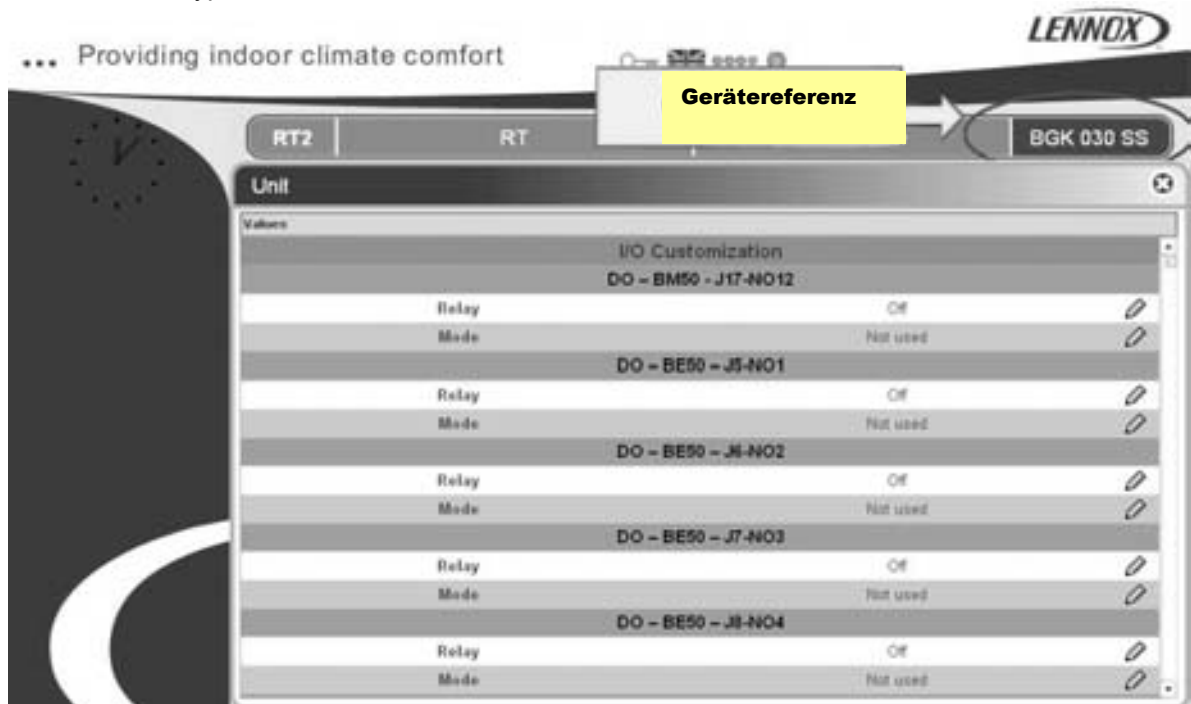 LENNOX
... Providing indoor climate comfort
Gerätereferenz
RT2 RT BGK 030 SS
Unit
Values
I/O Customization
DO – BM50 - J17-NO12
Relay Off
Mode Not used
DO – BE50 – J5-NO1
Relay Off
Mode Not used
DO – BE50 – J6-NO2
Relay Off
Mode Not used
DO – BE50 – J7-NO3
Relay Off
Mode Not used
DO – BE50 – J8-NO4
Relay Off
Mode Not used